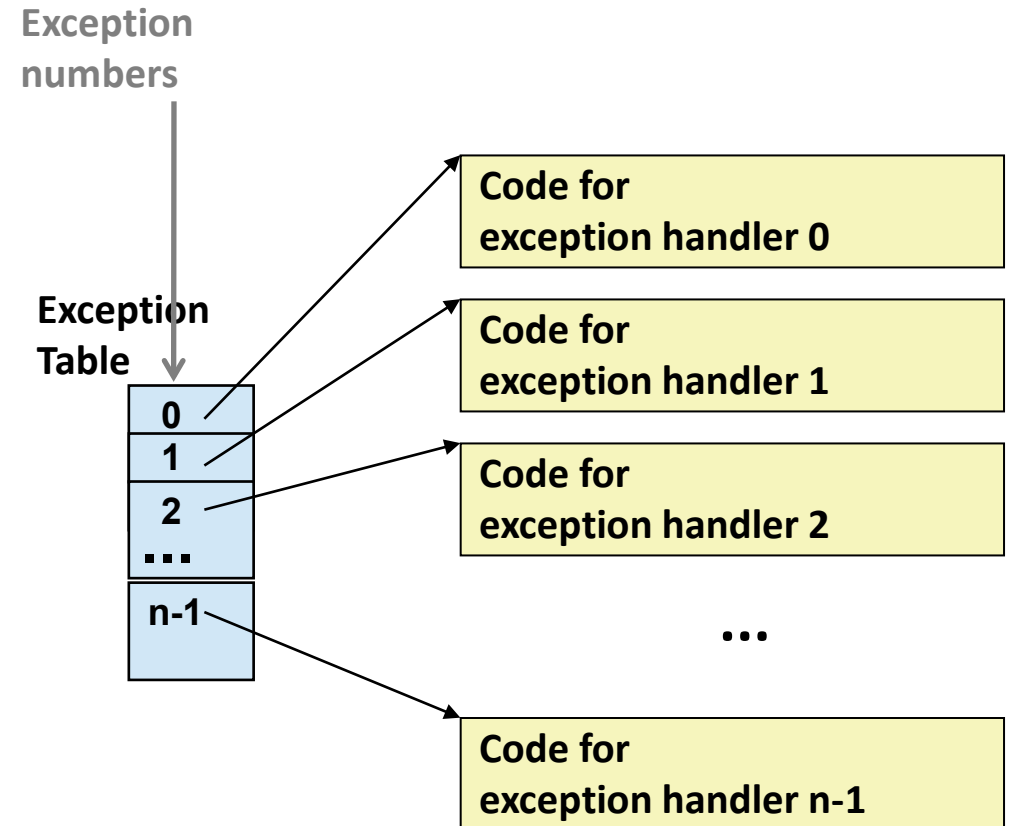 Exception
numbers
Exception
Table
0
1
2
...
n-1
Code for
exception handler 0
Code for
exception handler 1
Code for
exception handler 2
...
Code for
exception handler n-1